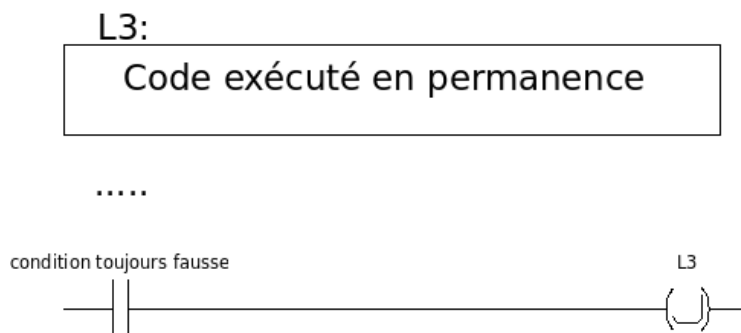 L3:
Code exécuté en permanence
.....
condition toujours fausse
L3